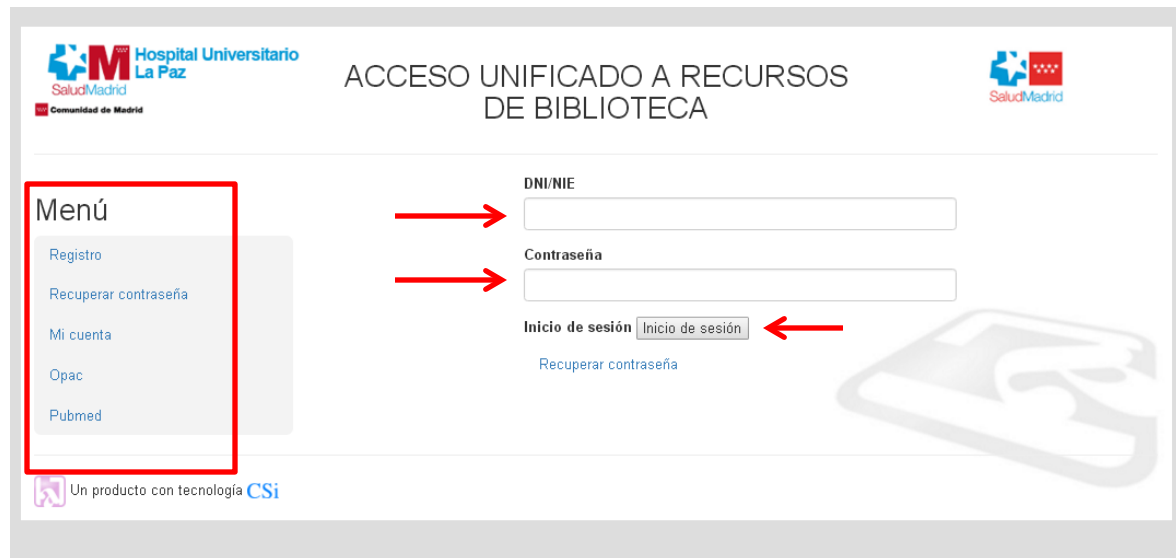 Hospital Universitario
La Paz
SaludMadrid
Comunidad de Madrid
ACCESO UNIFICADO A RECURSOS
DE BIBLIOTECA
SaludMadrid
Menú
Registro
Recuperar contraseña
Mi cuenta
Opac
Pubmed
DNI/NIE
Contraseña
Inicio de sesión Inicio de sesión
Recuperar contraseña
Un producto con tecnología CSi